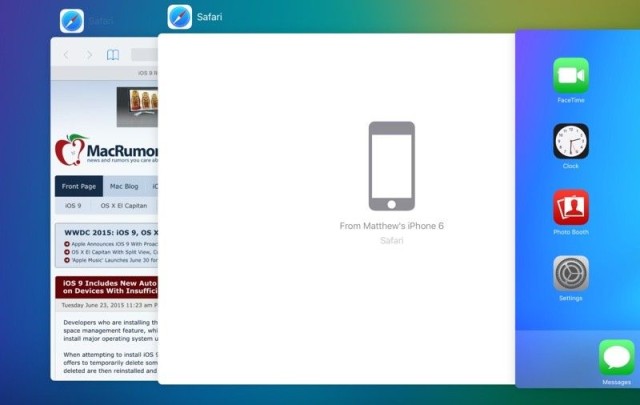 Safari
Safari
iOS 9
MacRumor
news and rumors you care abo
Front Page
Mac Blog
iOS 9
OS X El Capitan
WWDC 2015: iOS 9, OS X
Apple Announces iOS 9 With Proac
OS X El Capitan With Split View, C
'Apple Music' Launches June 30 for
iOS 9 Includes New Auto
on Devices With Insuffici
Tuesday June 23, 2015 11:23 am P
Developers who are installing th
space management feature, whi
install major operating system u
When attempting to install iOS 9
offers to temporarily delete som
deleted are then reinstalled and
From Matthew's iPhone 6
Safari
FaceTime
Clock
Photo Booth
Settings
Messages